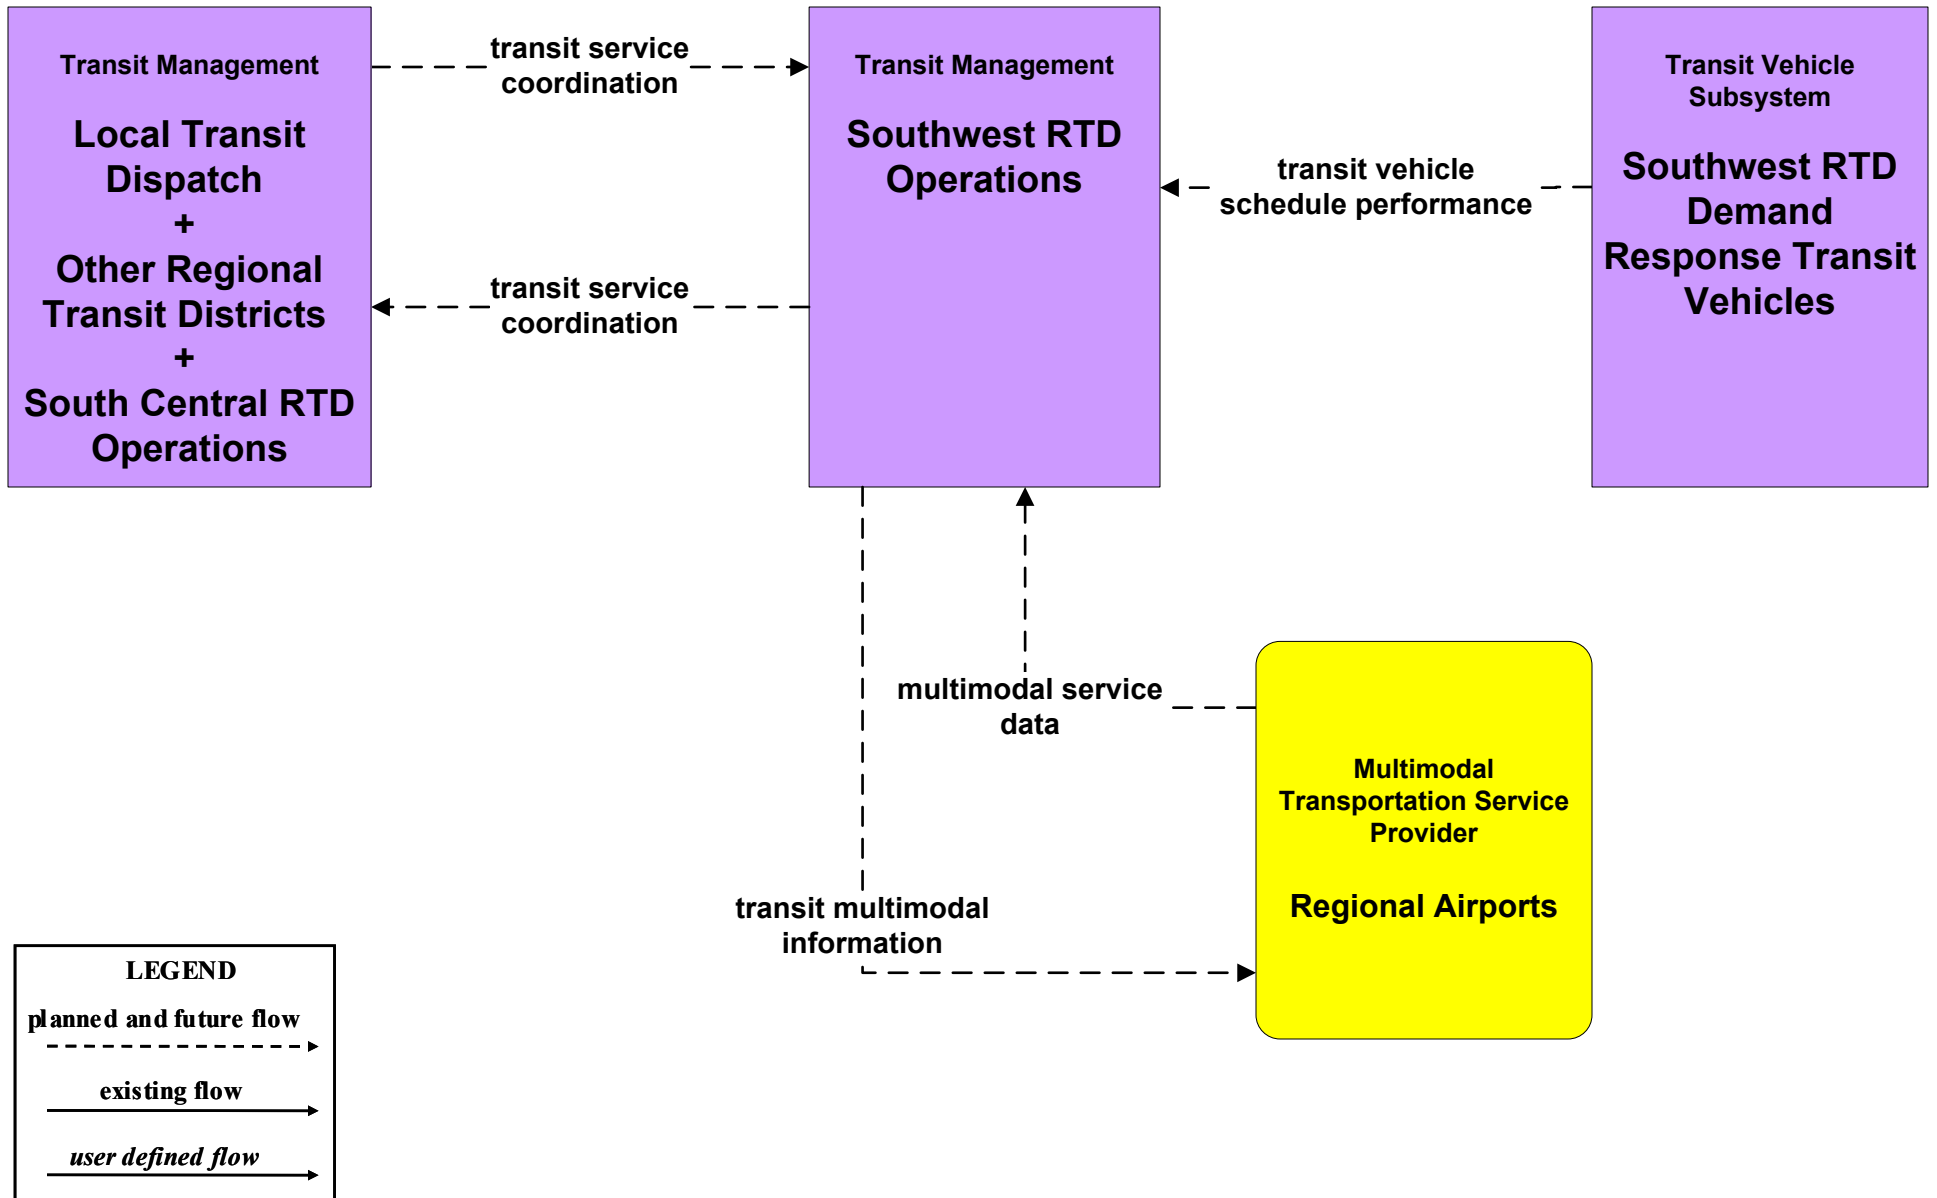 Transit Management
Local Transit
Dispatch
+
Other Regional
Transit Districts
+
South Central RTD
Operations
transit service
coordination
transit service
coordination
Transit Management
Southwest RTD
Operations
transit vehicle
schedule performance
Transit Vehicle
Subsystem
Southwest RTD
Demand
Response Transit
Vehicles
multimodal service
data
Multimodal
Transportation Service
Provider
Regional Airports
transit multimodal
information
LEGEND
planned and future flow
existing flow
user defined flow